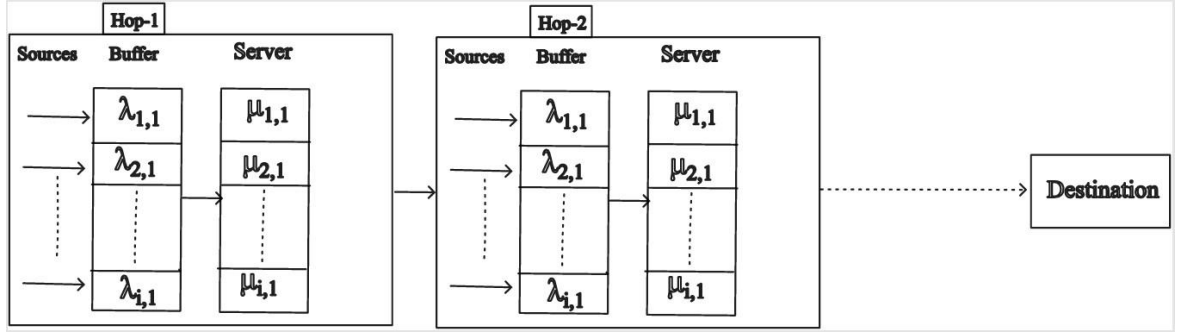 Hop-1
Hop-2
Sources Buffer Server
λ1,1 μ1,1
λ2,1 μ2,1
λi,1 μi,1
Sources Buffer Server
λ1,1 μ1,1
λ2,1 μ2,1
λi,1 μi,1
Destination